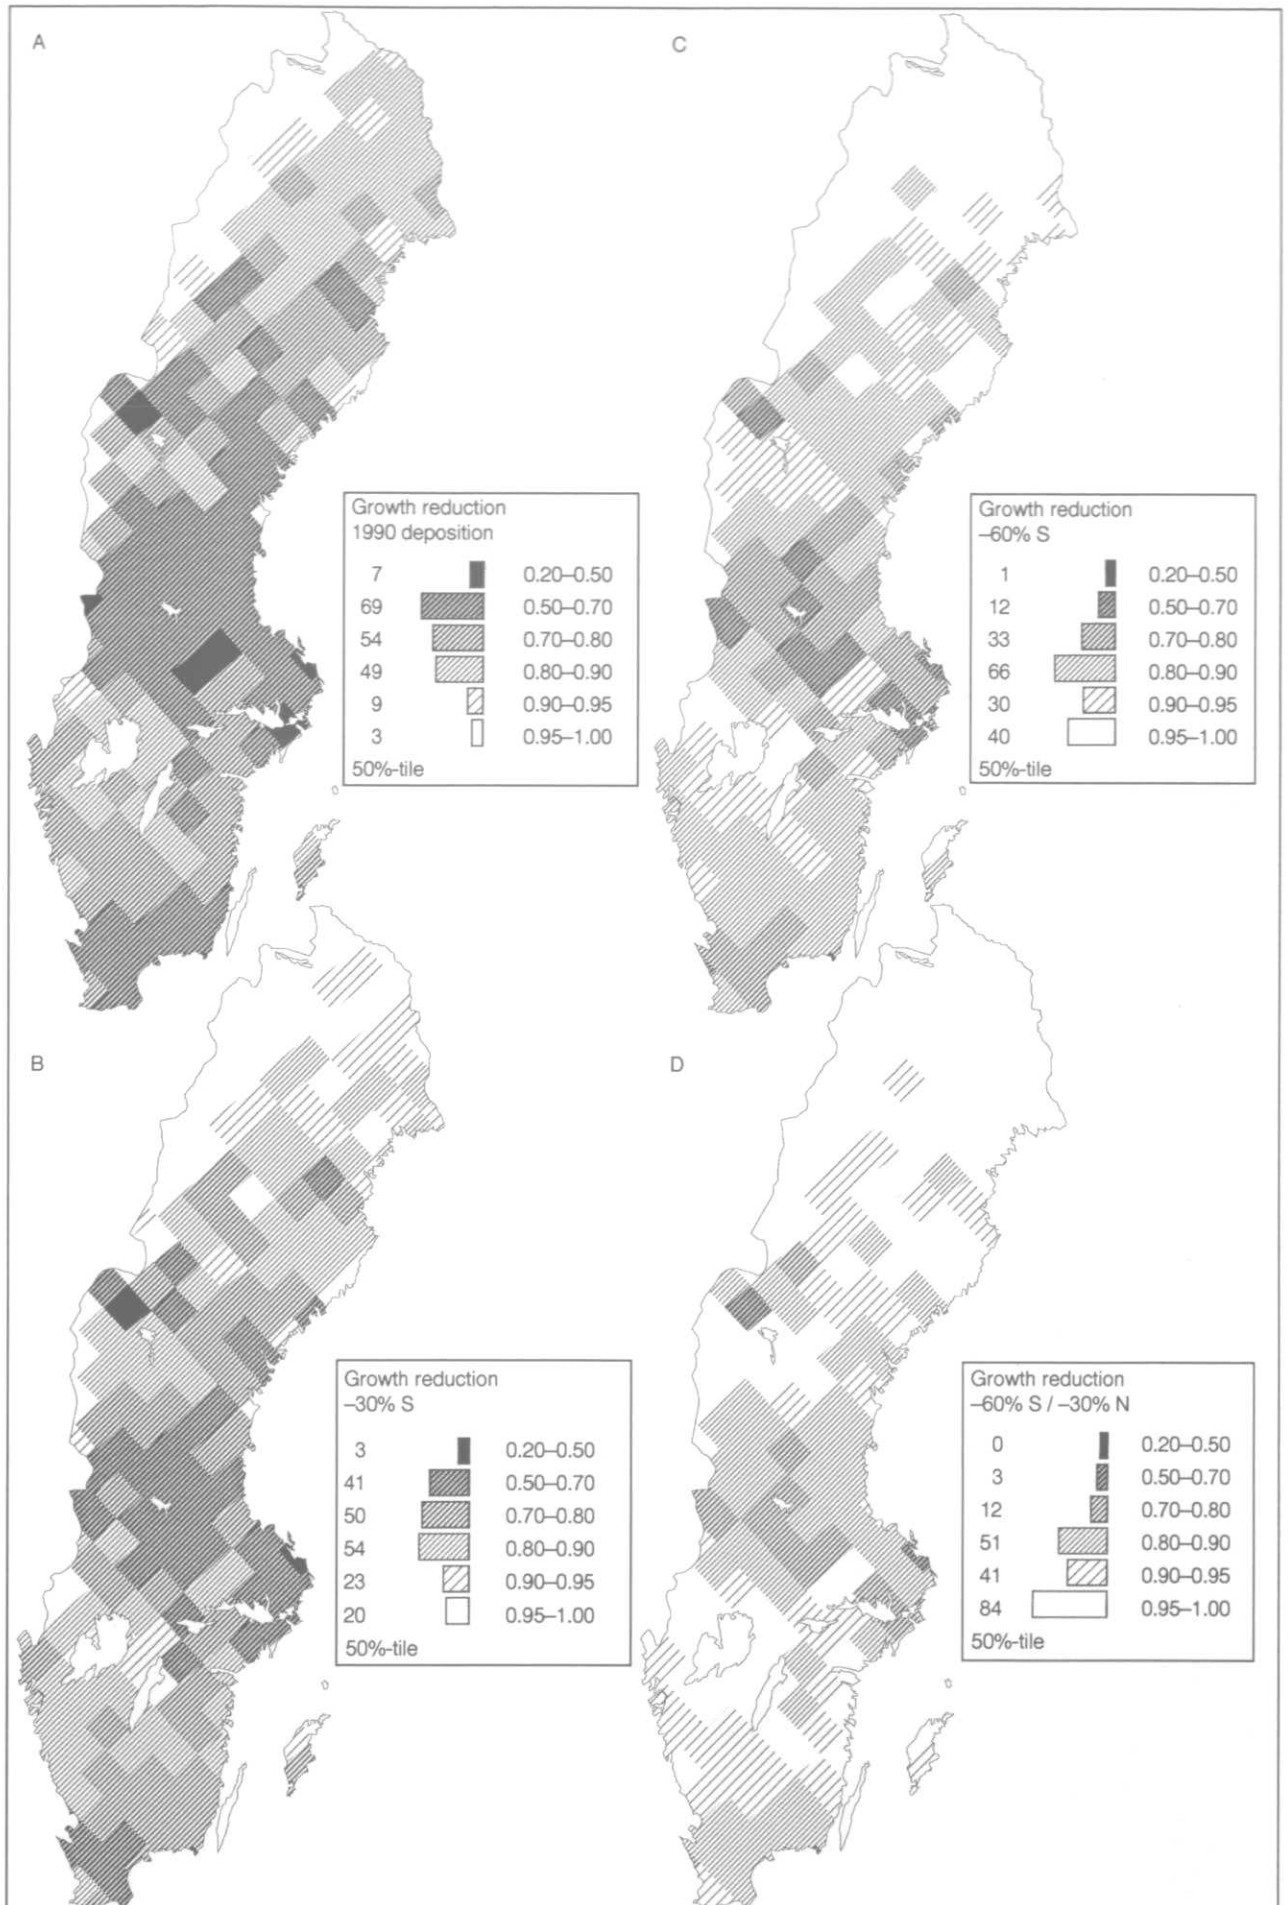 A
Growth reduction
1990 deposition
7 0.20–0.50
69 0.50–0.70
54 0.70–0.80
49 0.80–0.90
9 0.90–0.95
3 0.95–1.00
50%-tile
C
Growth reduction
–60% S
1 0.20–0.50
12 0.50–0.70
33 0.70–0.80
66 0.80–0.90
30 0.90–0.95
40 0.95–1.00
50%-tile
B
Growth reduction
–30% S
3 0.20–0.50
41 0.50–0.70
50 0.70–0.80
54 0.80–0.90
23 0.90–0.95
20 0.95–1.00
50%-tile
D
Growth reduction
–60% S / –30% N
0 0.20–0.50
3 0.50–0.70
12 0.70–0.80
51 0.80–0.90
41 0.90–0.95
84 0.95–1.00
50%-tile